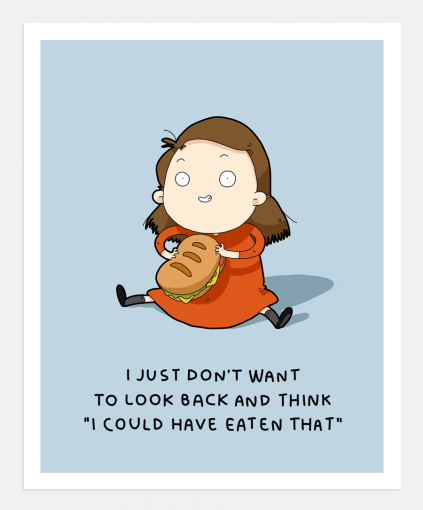 I JUST DON'T WANT
TO LOOK BACK AND THINK
"I COULD HAVE EATEN THAT"